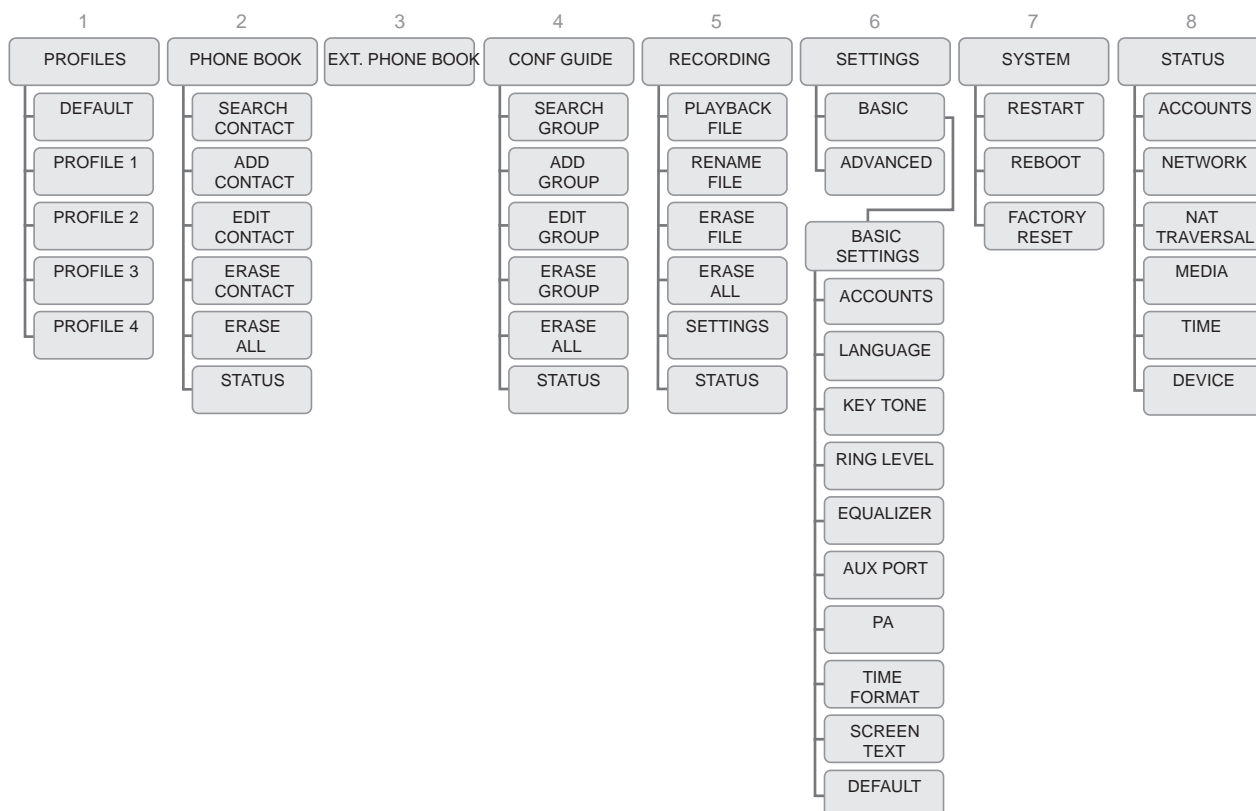 1
2
3
4
5
6
7
8
PROFILES
PHONE BOOK
EXT. PHONE BOOK
CONF GUIDE
RECORDING
SETTINGS
SYSTEM
STATUS
DEFAULT
PROFILE 1
PROFILE 2
PROFILE 3
PROFILE 4
SEARCH
CONTACT
ADD
CONTACT
EDIT
CONTACT
ERASE
CONTACT
ERASE
ALL
STATUS
SEARCH
GROUP
ADD
GROUP
EDIT
GROUP
ERASE
GROUP
ERASE
ALL
STATUS
PLAYBACK
FILE
RENAME
FILE
ERASE
FILE
ERASE
ALL
SETTINGS
STATUS
BASIC
ADVANCED
BASIC
SETTINGS
ACCOUNTS
LANGUAGE
KEY TONE
RING LEVEL
EQUALIZER
AUX PORT
PA
TIME
FORMAT
SCREEN
TEXT
DEFAULT
RESTART
REBOOT
FACTORY
RESET
ACCOUNTS
NETWORK
NAT
TRAVERSAL
MEDIA
TIME
DEVICE